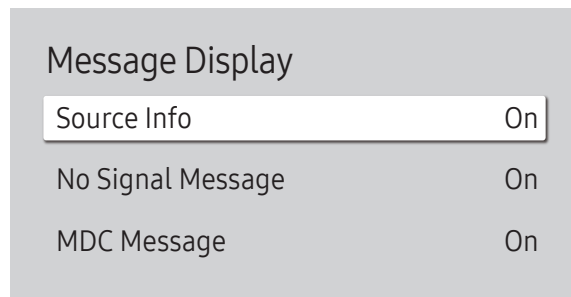 Message Display
Source Info On
No Signal Message On
MDC Message On